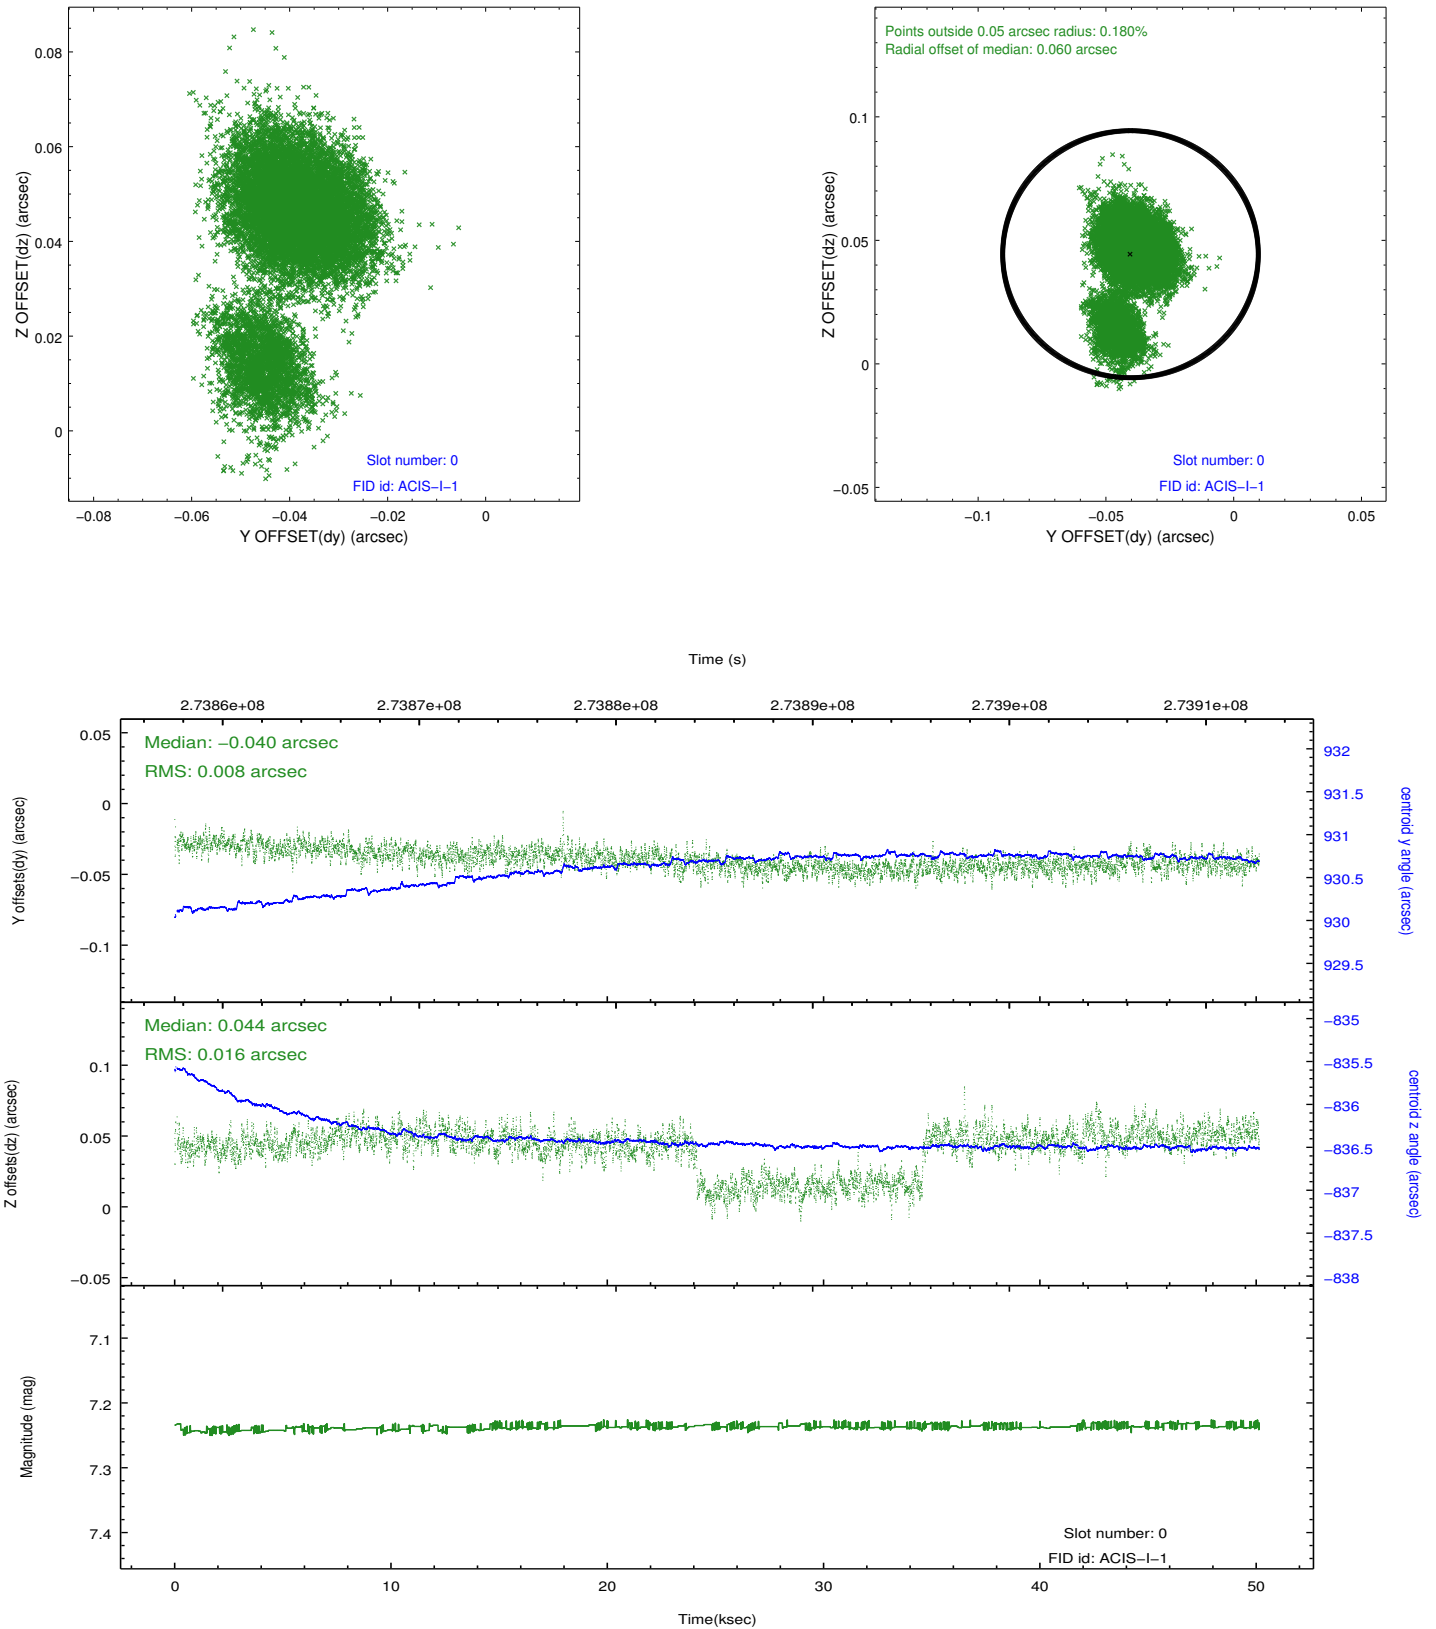 0.08
0.06
0.04
0.02
0
Z OFFSET(dz) (arcsec)
Slot number: 0
FID id: ACIS−I−1
−0.08
−0.06
−0.04
−0.02
0
Y OFFSET(dy) (arcsec)
Points outside 0.05 arcsec radius: 0.180%
Radial offset of median: 0.060 arcsec
0.1
0.05
0
−0.05
Z OFFSET(dz) (arcsec)
Slot number: 0
FID id: ACIS−I−1
−0.1
−0.05
0
0.05
Y OFFSET(dy) (arcsec)
Time (s)
2.7386e+08
2.7387e+08
2.7388e+08
2.7389e+08
2.739e+08
2.7391e+08
Median: −0.040 arcsec
RMS: 0.008 arcsec
0.05
0
−0.05
−0.1
Y offsets(dy) (arcsec)
932
931.5
931
930.5
930
929.5
centroid y angle (arcsec)
Median: 0.044 arcsec
RMS: 0.016 arcsec
0.1
0.05
0
−0.05
Z offsets(dz) (arcsec)
−835
−835.5
−836
−836.5
−837
−837.5
−838
centroid z angle (arcsec)
7.1
7.2
7.3
7.4
Magnitude (mag)
Slot number: 0
FID id: ACIS−I−1
0
10
20
30
40
50
Time(ksec)